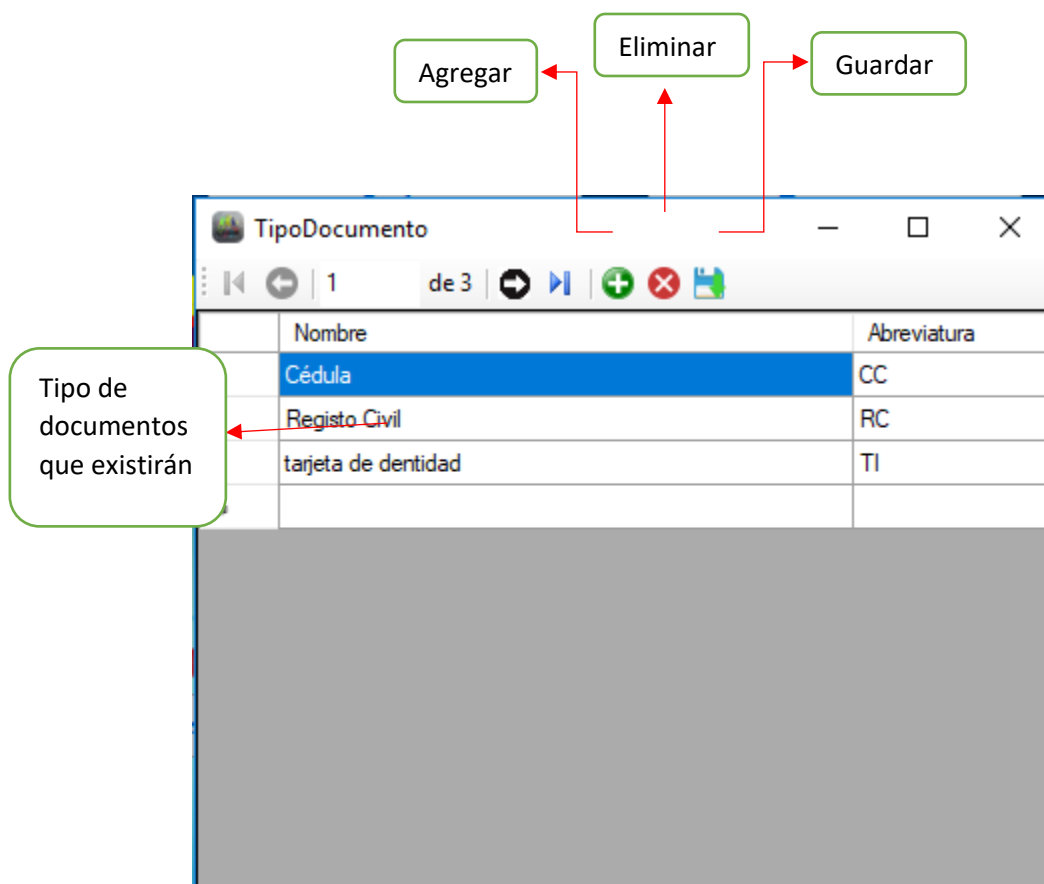 Eliminar
Agregar
Guardar
TipoDocumento
1 de 3
Nombre Abreviatura
Cédula CC
Registo Civil RC
tarjeta de dentidad TI
Tipo de
documentos
que existirán